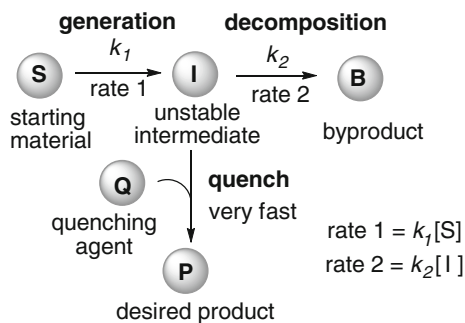 generation decomposition
k1 k2
S I B
rate 1 rate 2
starting
material
unstable
intermediate
byproduct
Q
quench
very fast
quenching
agent
rate 1 = k1[S]
rate 2 = k2[I]
P
desired product